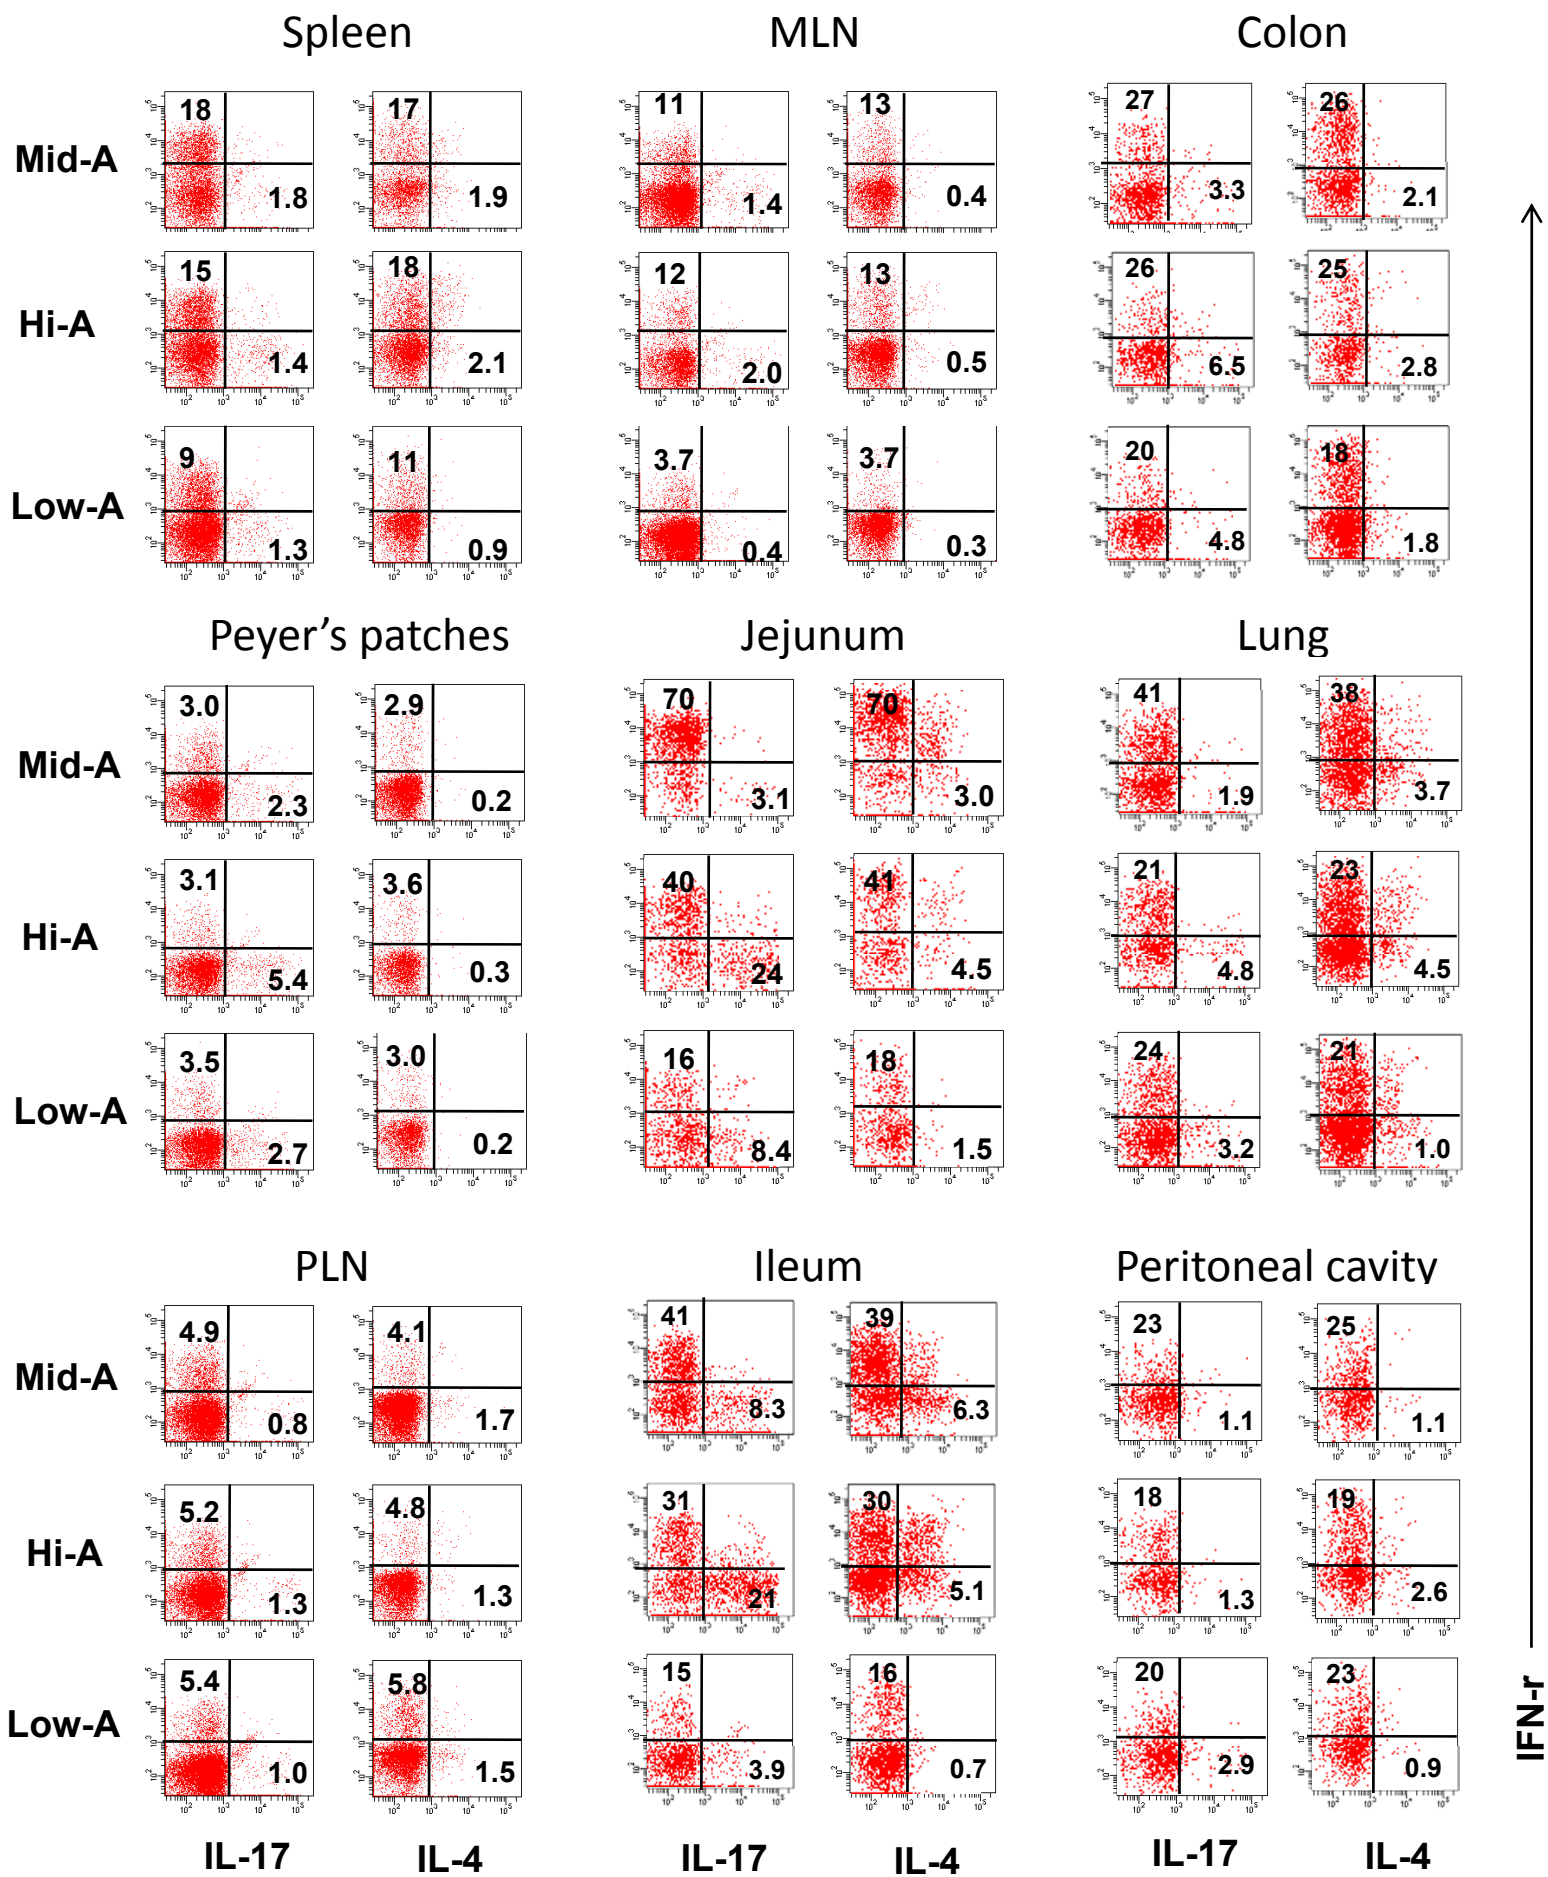 Spleen MLN Colon
Mid-A 18 1.8 17 1.9 11 1.4 13 0.4 27 3.3 26 2.1
Hi-A 15 1.4 18 2.1 12 2.0 13 0.5 26 6.5 25 2.8
Low-A 9 1.3 11 0.9 3.7 0.4 3.7 0.3 20 4.8 18 1.8
Peyer's patches Jejunum Lung
Mid-A 3.0 2.3 2.9 0.2 70 3.1 70 3.0 41 1.9 38 3.7
Hi-A 3.1 5.4 3.6 0.3 40 24 41 4.5 21 4.8 23 4.5
Low-A 3.5 2.7 3.0 0.2 16 8.4 18 1.5 24 3.2 21 1.0
PLN Ileum Peritoneal cavity
Mid-A 4.9 0.8 4.1 1.7 41 8.3 39 6.3 23 1.1 25 1.1
Hi-A 5.2 1.3 4.8 1.3 31 21 30 5.1 18 1.3 19 2.6
Low-A 5.4 1.0 5.8 1.5 15 3.9 16 0.7 20 2.9 23 0.9
IL-17 IL-4 IL-17 IL-4 IL-17 IL-4
IFN-r